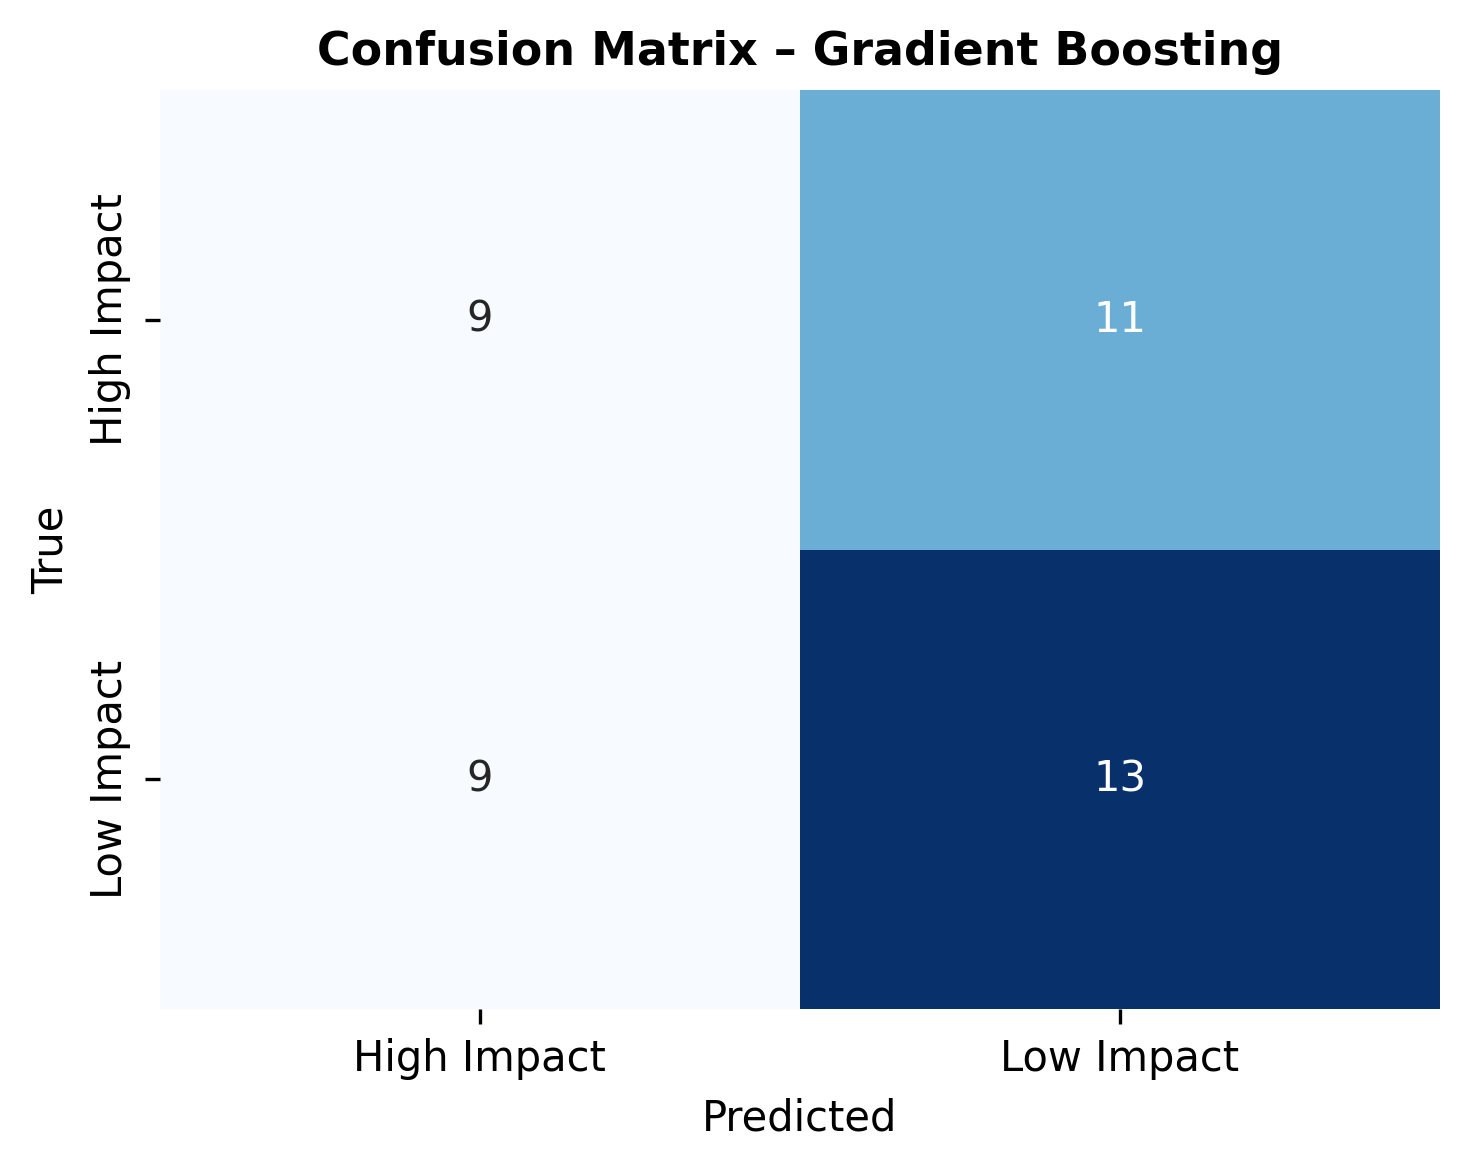 Confusion Matrix – Gradient Boosting
True
High Impact
9
11
Low Impact
9
13
High Impact
Low Impact
Predicted